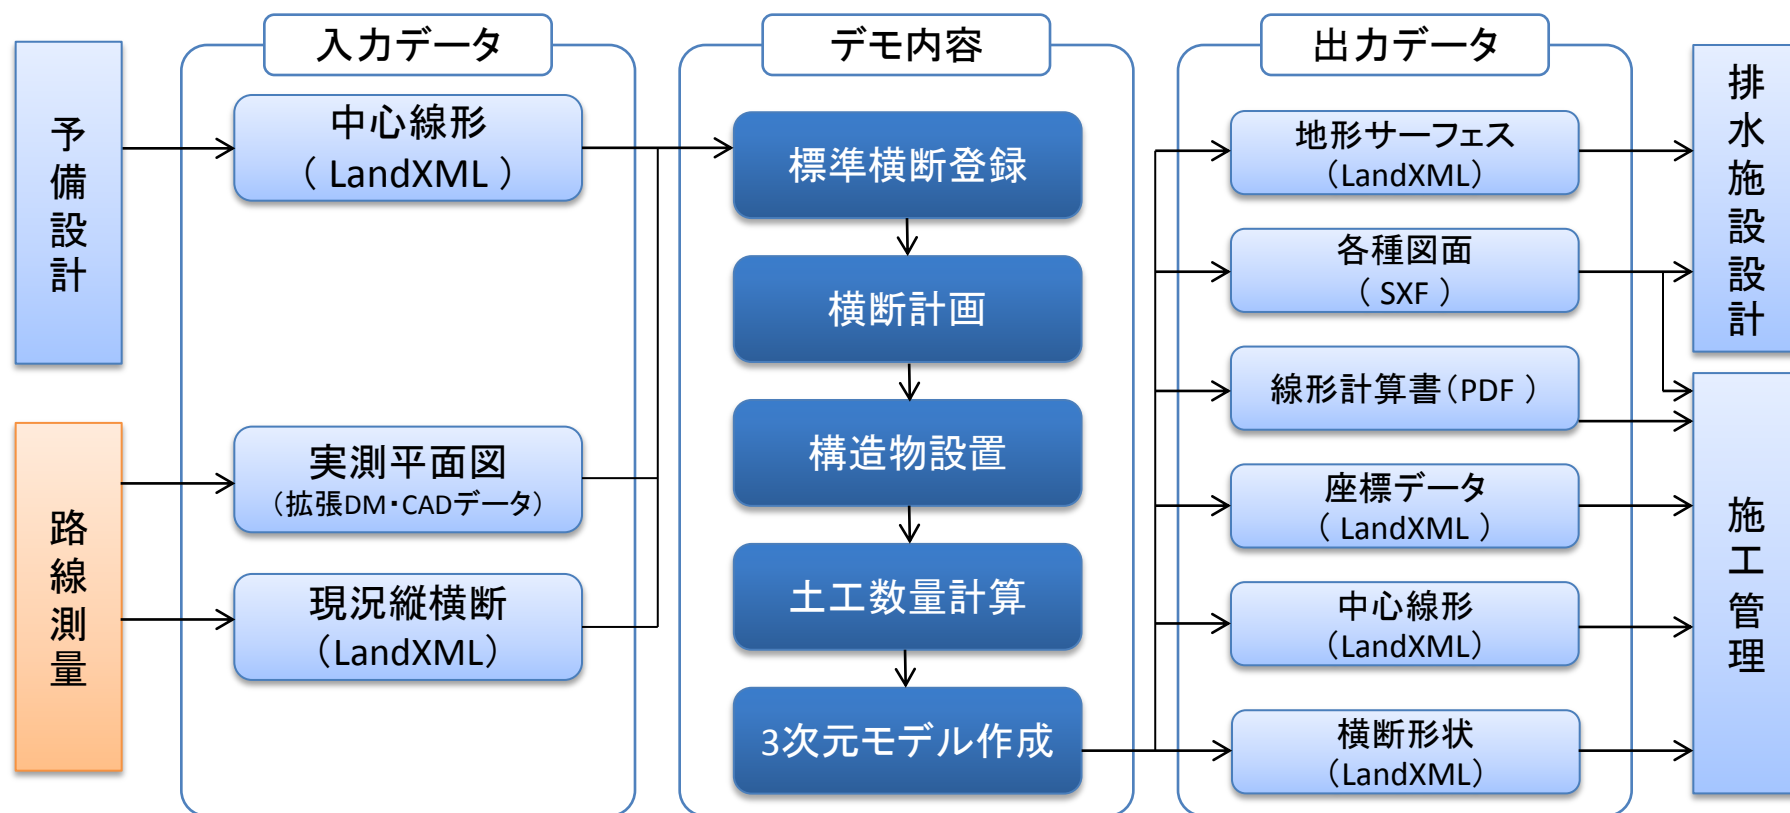 予備設計
路線測量
入力データ
中心線形
（ LandXML ）
実測平面図
（拡張DM・CADデータ）
現況縦横断
（LandXML）
デモ内容
標準横断登録
横断計画
構造物設置
土工数量計算
3次元モデル作成
出力データ
地形サーフェス
（LandXML）
各種図面
（ SXF ）
線形計算書（PDF ）
座標データ
（ LandXML ）
中心線形
（LandXML）
横断形状
（LandXML）
排水施設設計
施工管理